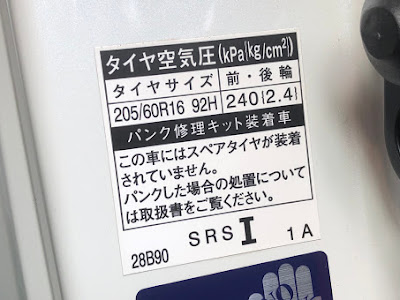 タイヤ空気圧(kPa{kg/cm²})
タイヤサイズ 前・後輪
205/60R16 92H 240{2.4}
パンク修理キット装着車
この車にはスペアタイヤが装着
されていません。
パンクした場合の処置について
は取扱書をご覧ください。
28B90 SRS I 1A